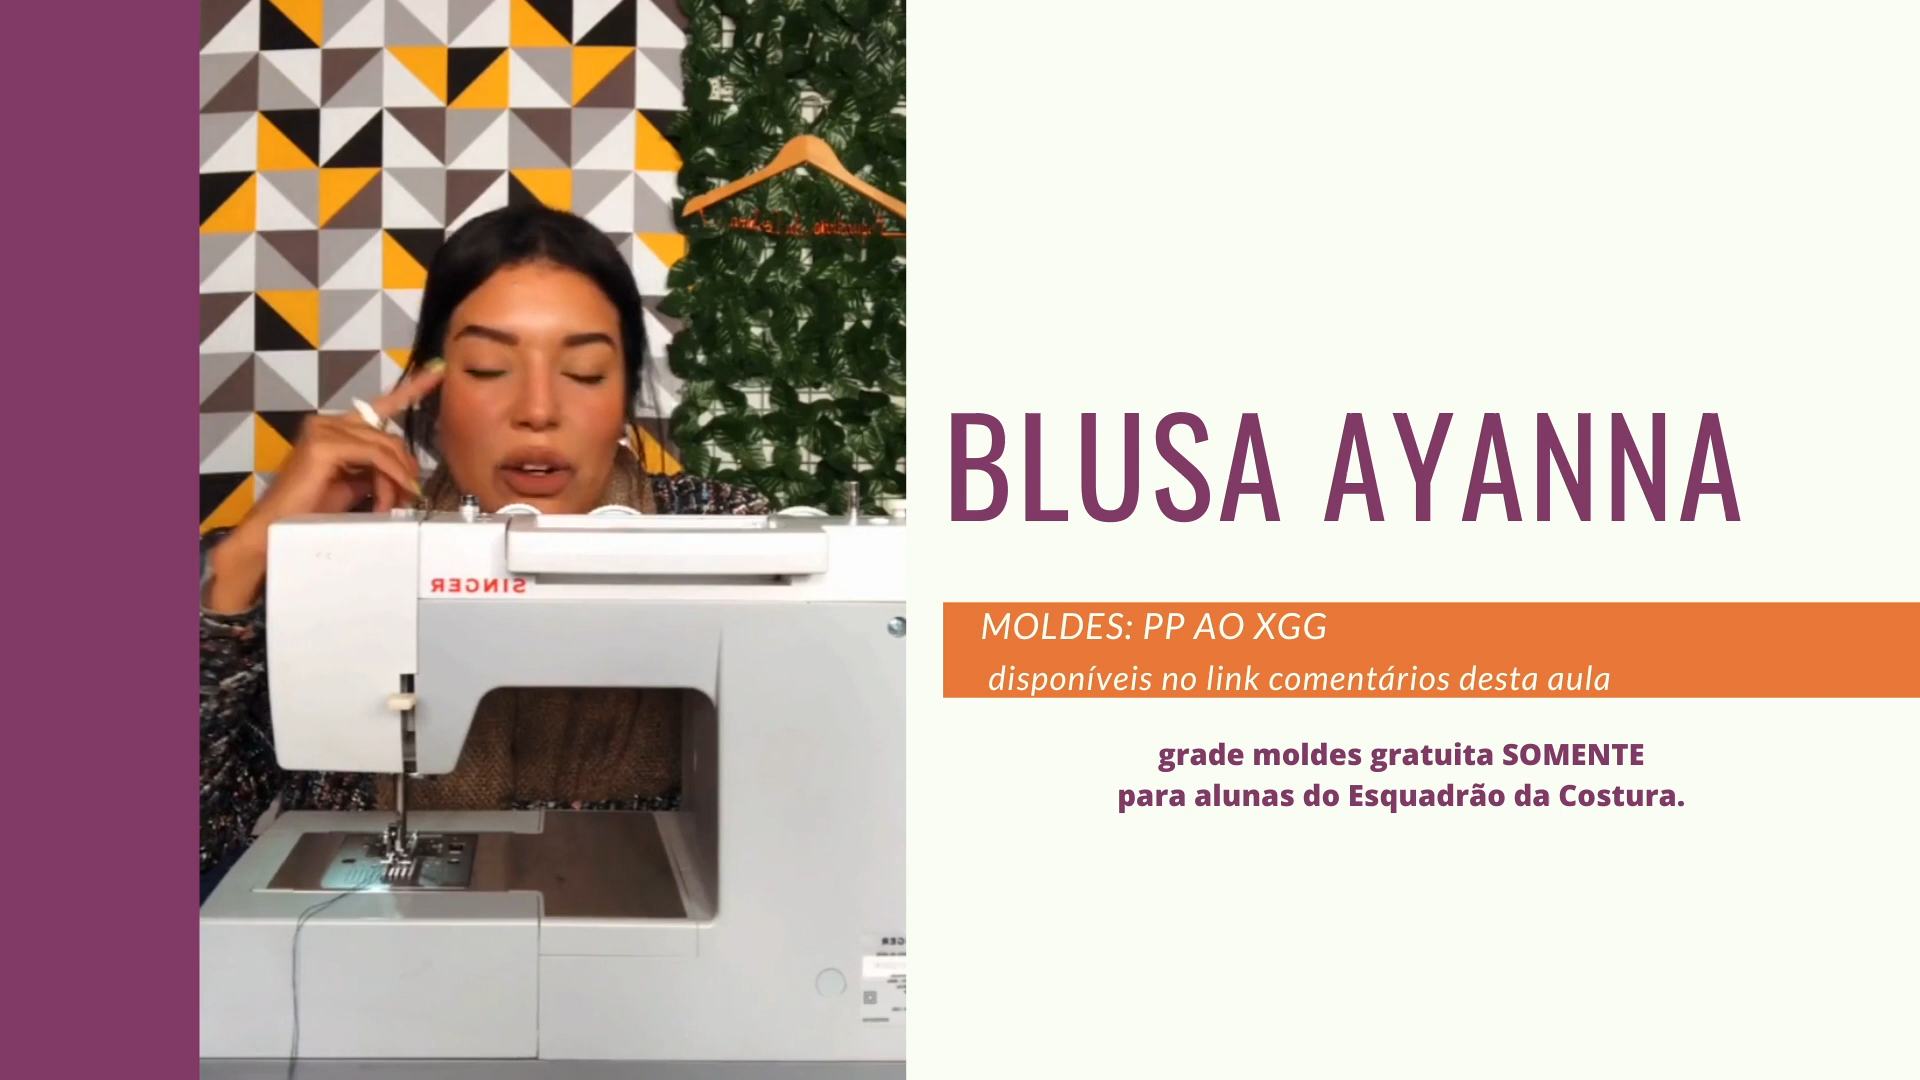 BLUSA AYANNA
MOLDES: PP AO XGG
disponíveis no link comentários desta aula
grade moldes gratuita SOMENTE
para alunas do Esquadrão da Costura.
SINGER